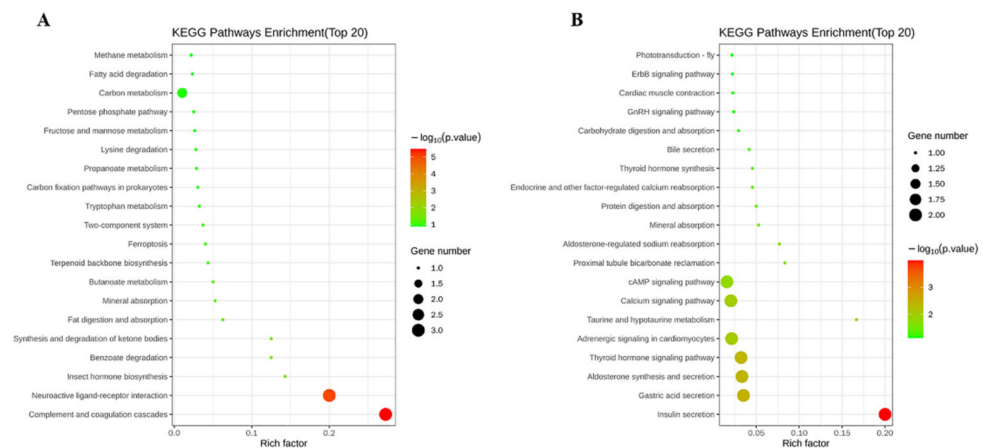 A
KEGG Pathways Enrichment(Top 20)
Methane metabolism
Fatty acid degradation
Carbon metabolism
Pentose phosphate pathway
Fructose and mannose metabolism
Lysine degradation
Propanoate metabolism
Carbon fixation pathways in prokaryotes
Tryptophan metabolism
Two-component system
Ferroptosis
Terpenoid backbone biosynthesis
Butanoate metabolism
Mineral absorption
Fat digestion and absorption
Synthesis and degradation of ketone bodies
Benzoate degradation
Insect hormone biosynthesis
Neuroactive ligand-receptor interaction
Complement and coagulation cascades
0.0 0.1 0.2
Rich factor
−log10(p.value)
5
4
3
2
1
Gene number
1.0
1.5
2.0
2.5
3.0
B
KEGG Pathways Enrichment(Top 20)
Phototransduction - fly
ErbB signaling pathway
Cardiac muscle contraction
GnRH signaling pathway
Carbohydrate digestion and absorption
Bile secretion
Thyroid hormone synthesis
Endocrine and other factor-regulated calcium reabsorption
Protein digestion and absorption
Mineral absorption
Aldosterone-regulated sodium reabsorption
Proximal tubule bicarbonate reclamation
cAMP signaling pathway
Calcium signaling pathway
Taurine and hypotaurine metabolism
Adrenergic signaling in cardiomyocytes
Thyroid hormone signaling pathway
Aldosterone synthesis and secretion
Gastric acid secretion
Insulin secretion
0.05 0.10 0.15 0.20
Rich factor
Gene number
1.00
1.25
1.50
1.75
2.00
−log10(p.value)
3
2